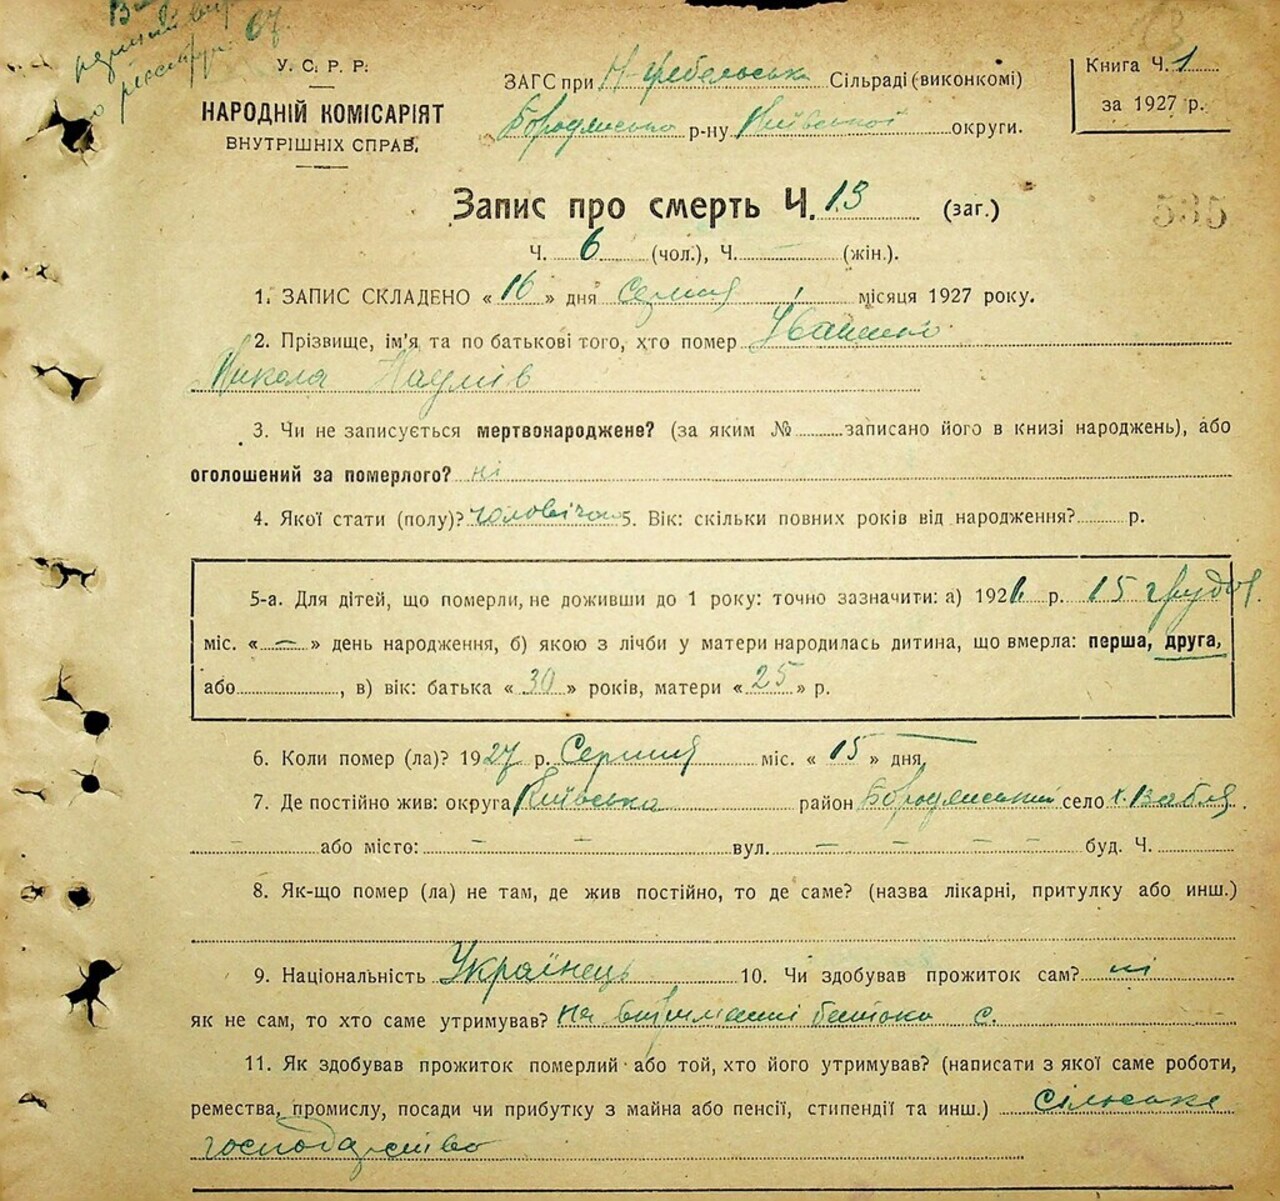 У. С. Р. Р.
НАРОДНІЙ КОМІСАРІЯТ
ВНУТРІШНІХ СПРАВ.
ЗАГС при Сільраді (виконкомі)
р-ну Київської округи.
Книга Ч. 1
за 1927 р.
Запис про смерть Ч. 13 (заг.)
535
Ч. 6 (чол.), Ч. — (жін.).
1. ЗАПИС СКЛАДЕНО « 16 » дня Серпня місяця 1927 року.
2. Прізвище, ім'я та по батькові того, хто помер
Микола Наумів
3. Чи не записується мертвонароджене? (за яким № записано його в книзі народжень), або
оголошений за померлого? ні
4. Якої стати (полу)? 5. Вік: скільки повних років від народження? р.
5-а. Для дітей, що померли, не доживши до 1 року: точно зазначити: а) 1926 р. 15 грудня
міс. « — » день народження, б) якою з лічби у матери народилась дитина, що вмерла: перша, друга,
або , в) вік: батька « 30 » років, матери « 25 » р.
6. Коли помер (ла)? 1927 р. Серпня міс. « 15 » дня
7. Де постійно жив: округа Київська район Бородянський село х. Вабля.
або місто: — — вул. — — — — буд. Ч.
8. Як-що помер (ла) не там, де жив постійно, то де саме? (назва лікарні, притулку або инш.)
9. Національність Українець 10. Чи здобував прожиток сам? ні
як не сам, то хто саме утримував? На батька с.
11. Як здобував прожиток померлий або той, хто його утримував? (написати з якої саме роботи,
ремества, промислу, посади чи прибутку з майна або пенсії, стипендії та инш.) сільське
господарство